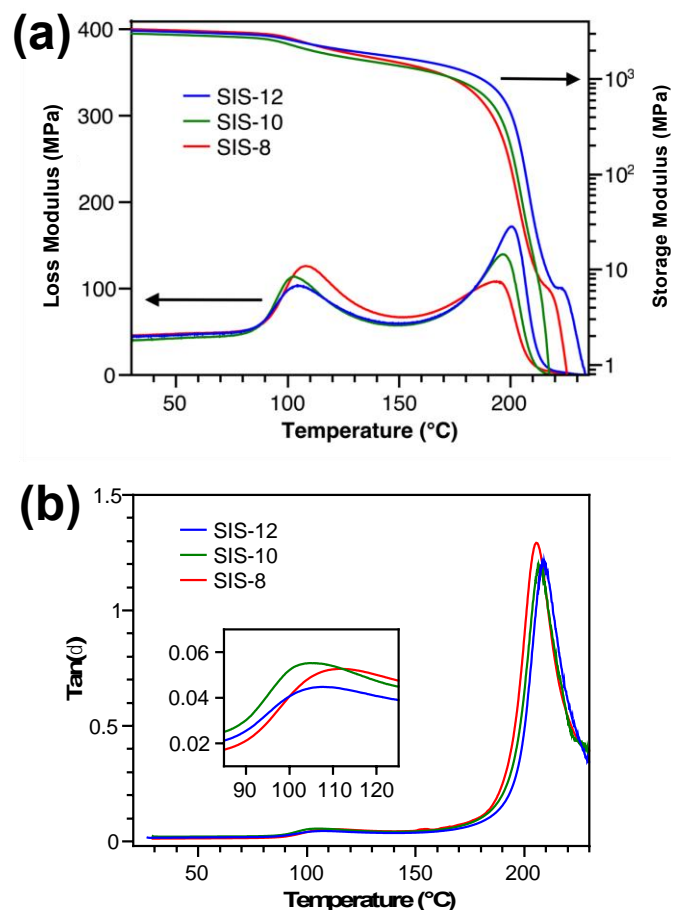 (a)
400
300
200
100
0
Loss Modulus (MPa)
SIS-12
SIS-10
SIS-8
10³
10²
10
1
Storage Modulus (MPa)
50
100
150
200
Temperature (°C)
(b)
1.5
1
0.5
0
Tan(d)
SIS-12
SIS-10
SIS-8
0.06
0.04
0.02
90
100
110
120
50
100
150
200
Temperature (°C)